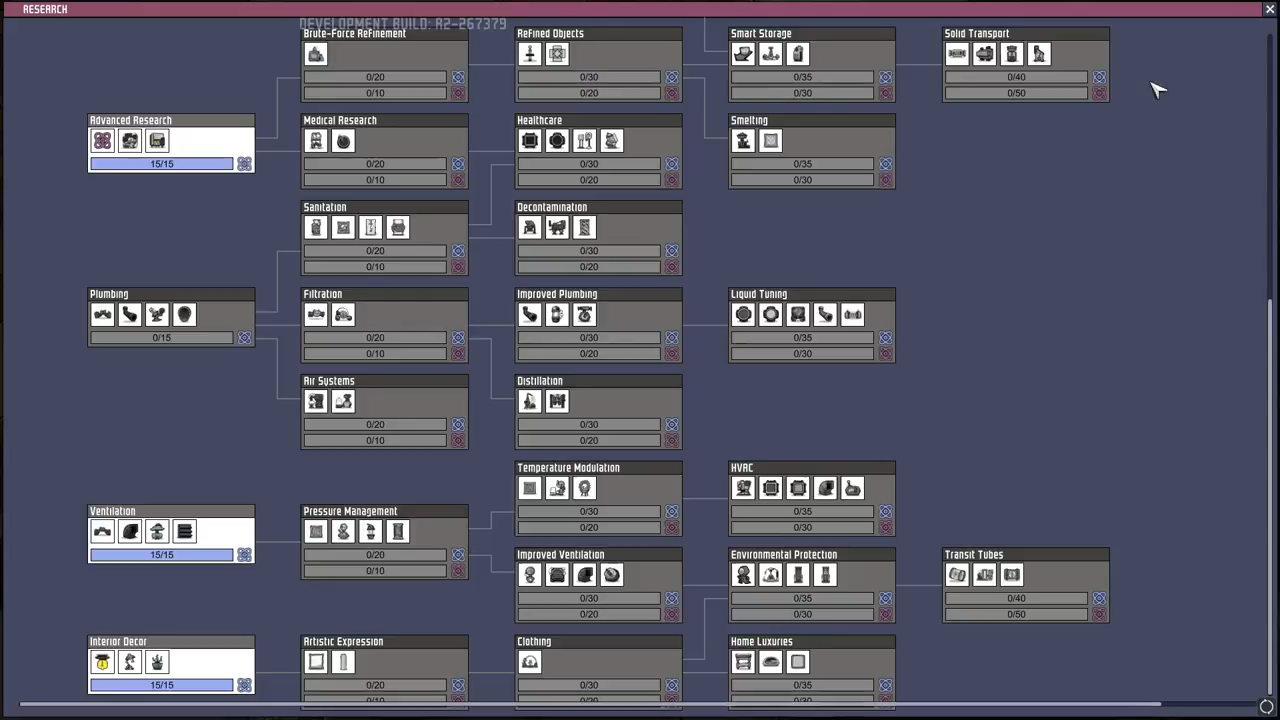 RESEARCH
DEVELOPMENT BUILD: R2-267379
Brute-Force Refinement
0/20
0/10
Refined Objects
0/30
0/20
Smart Storage
0/35
0/30
Solid Transport
0/40
0/50
Advanced Research
15/15
Medical Research
0/20
0/10
Healthcare
0/30
0/20
Smelting
0/35
0/30
Sanitation
0/20
0/10
Decontamination
0/30
0/20
Plumbing
0/15
Filtration
0/20
0/10
Improved Plumbing
0/30
0/20
Liquid Tuning
0/35
0/30
Air Systems
0/20
0/10
Distillation
0/30
0/20
Temperature Modulation
0/30
0/20
HVAC
0/35
0/30
Ventilation
15/15
Pressure Management
0/20
0/10
Improved Ventilation
0/30
0/20
Environmental Protection
0/35
0/30
Transit Tubes
0/40
0/50
Interior Decor
15/15
Artistic Expression
0/20
0/10
Clothing
0/30
0/20
Home Luxuries
0/35
0/30